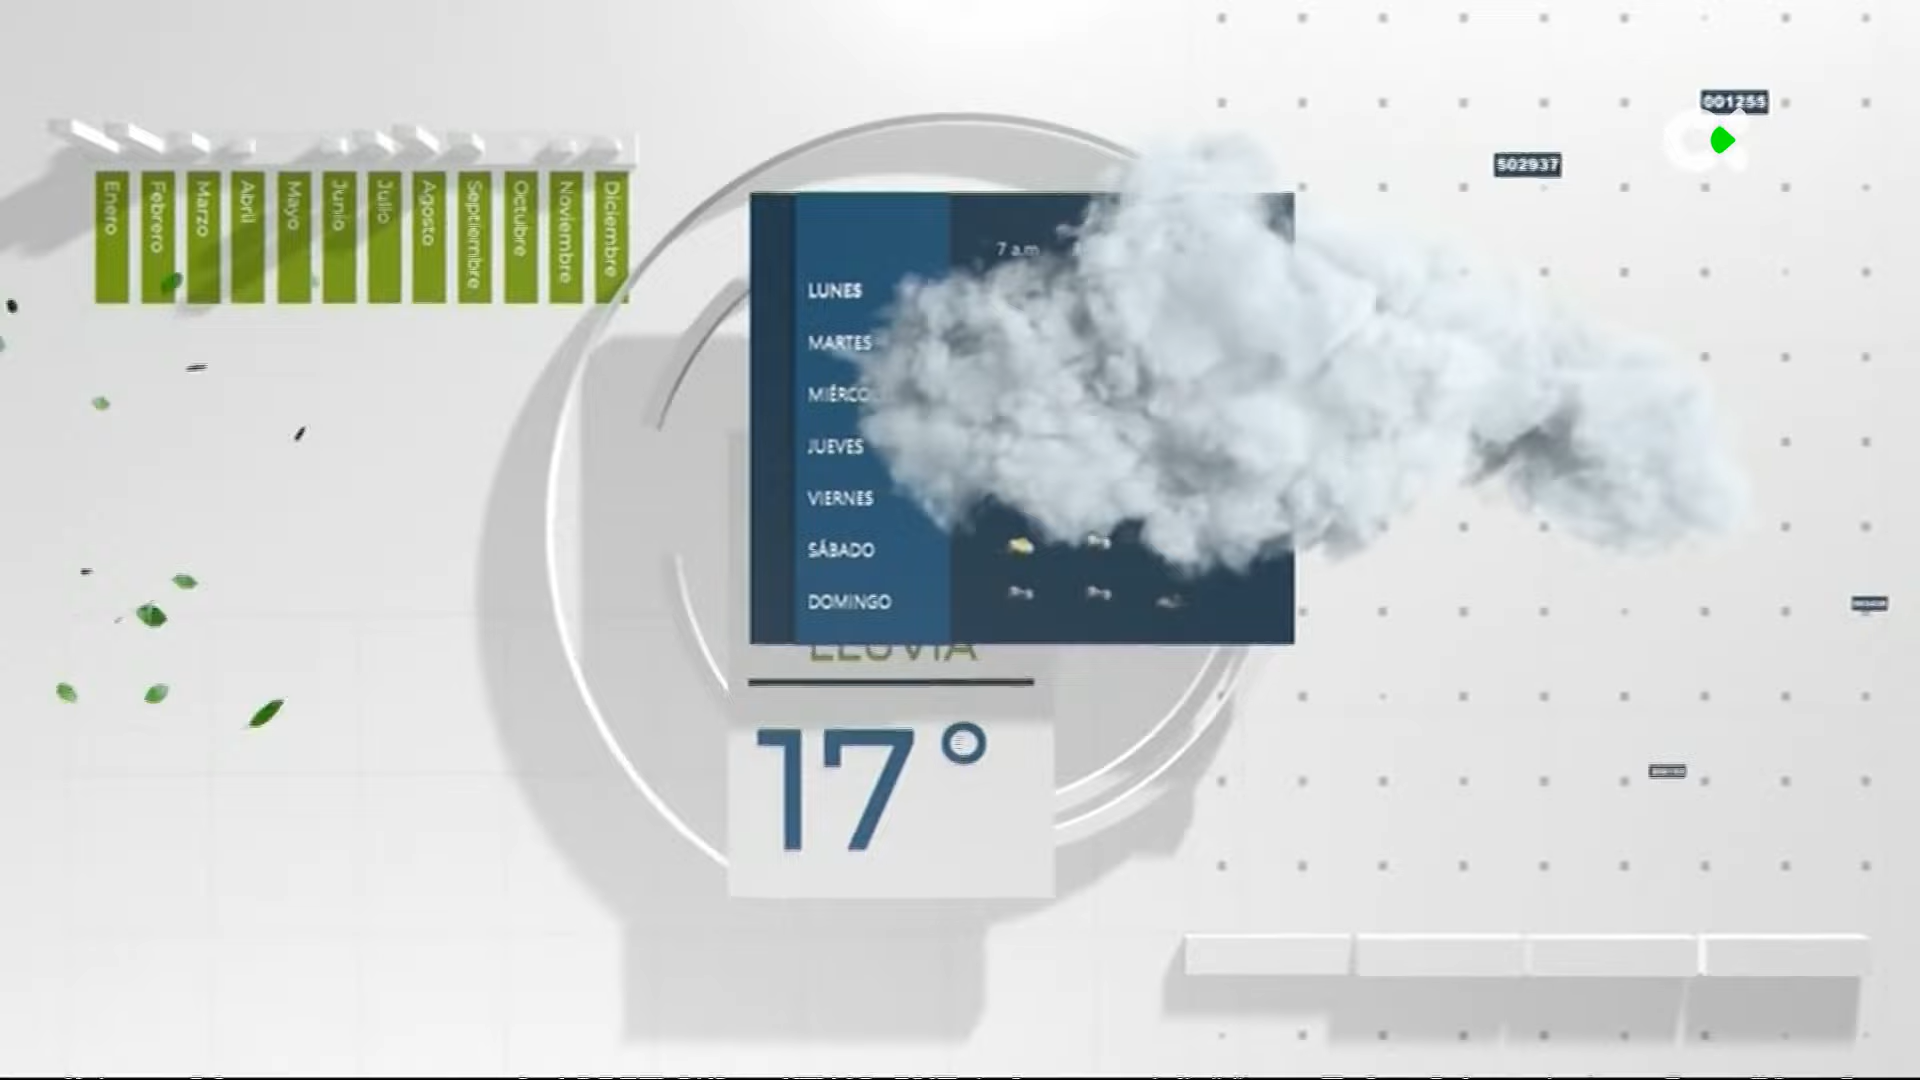 001255
502937
Enero
Febrero
Marzo
Abril
Mayo
Junio
Julio
Agosto
Septiembre
Octubre
Noviembre
Diciembre
7 a.m
LUNES
MARTES
JUEVES
VIERNES
SÁBADO
DOMINGO
LLUVIA
17°